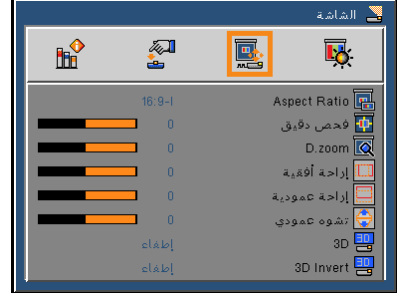 الشاشة
Aspect Ratio 16:9-I
فحص دقيق 0
D.zoom 0
إزاحة أفقية 0
إزاحة عمودية 0
تشوه عمودي 0
3D إطفاء
3D Invert إطفاء